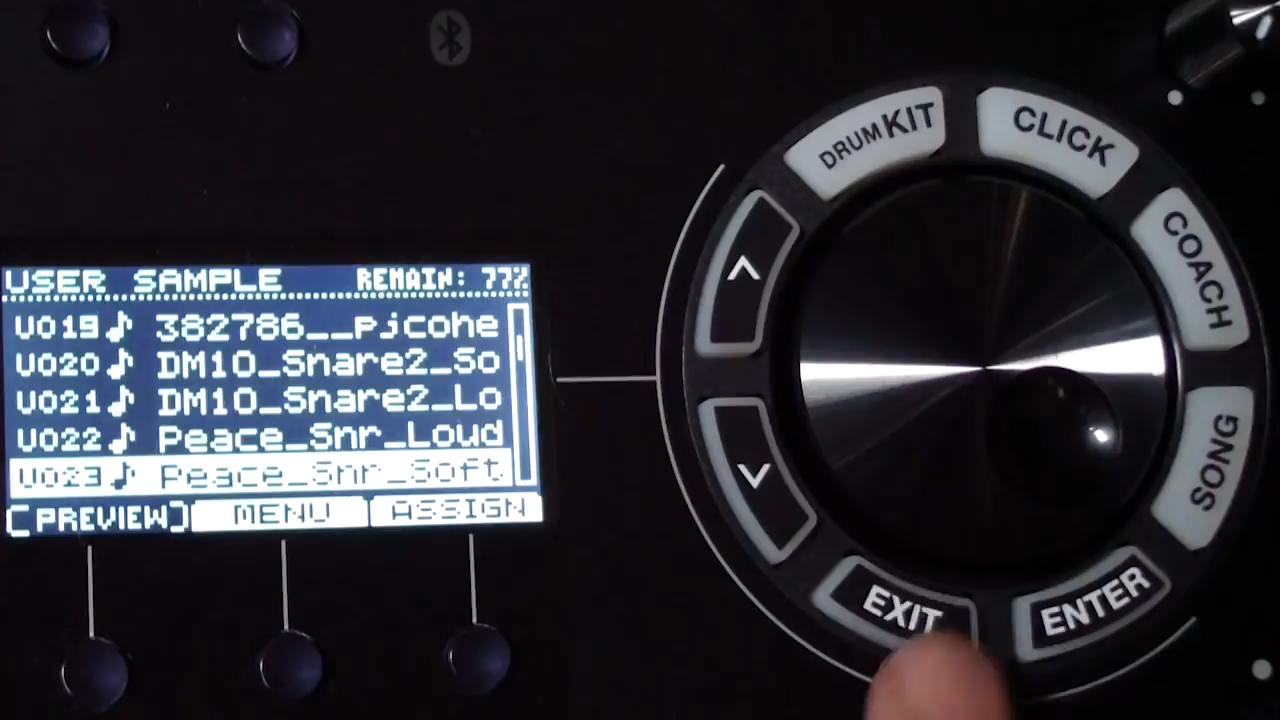 USER SAMPLE REMAIN: 77%
U019 382786__pjcohe
U020 DM10_Snare2_So
U021 DM10_Snare2_Lo
U022 Peace_Snr_Loud
U023 Peace_Snr_Soft
[PREVIEW] MENU ASSIGN
DRUM KIT
CLICK
COACH
SONG
ENTER
EXIT